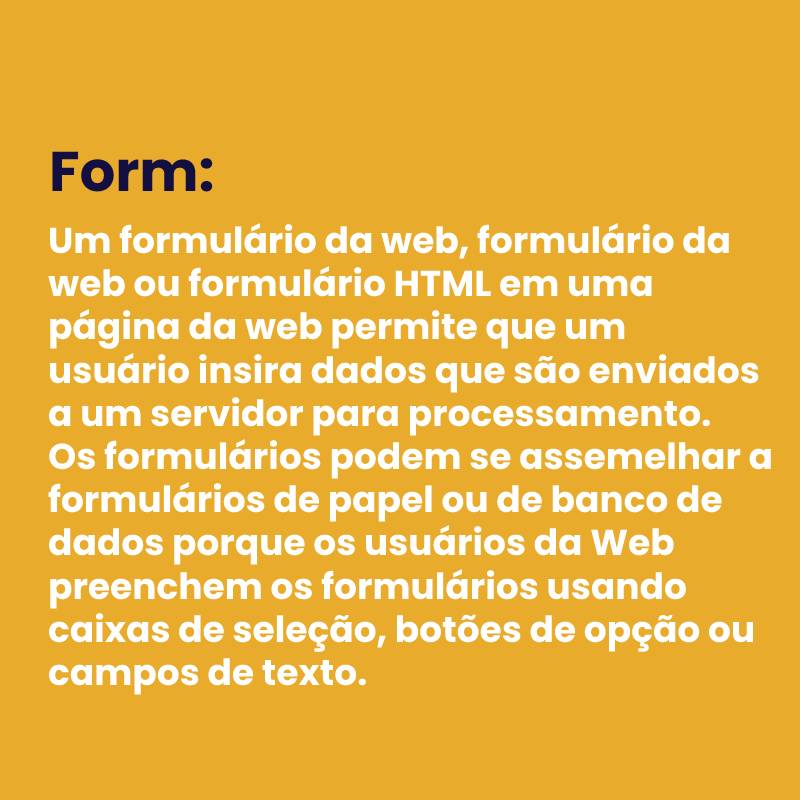 Form:
Um formulário da web, formulário da
web ou formulário HTML em uma
página da web permite que um
usuário insira dados que são enviados
a um servidor para processamento.
Os formulários podem se assemelhar a
formulários de papel ou de banco de
dados porque os usuários da Web
preenchem os formulários usando
caixas de seleção, botões de opção ou
campos de texto.